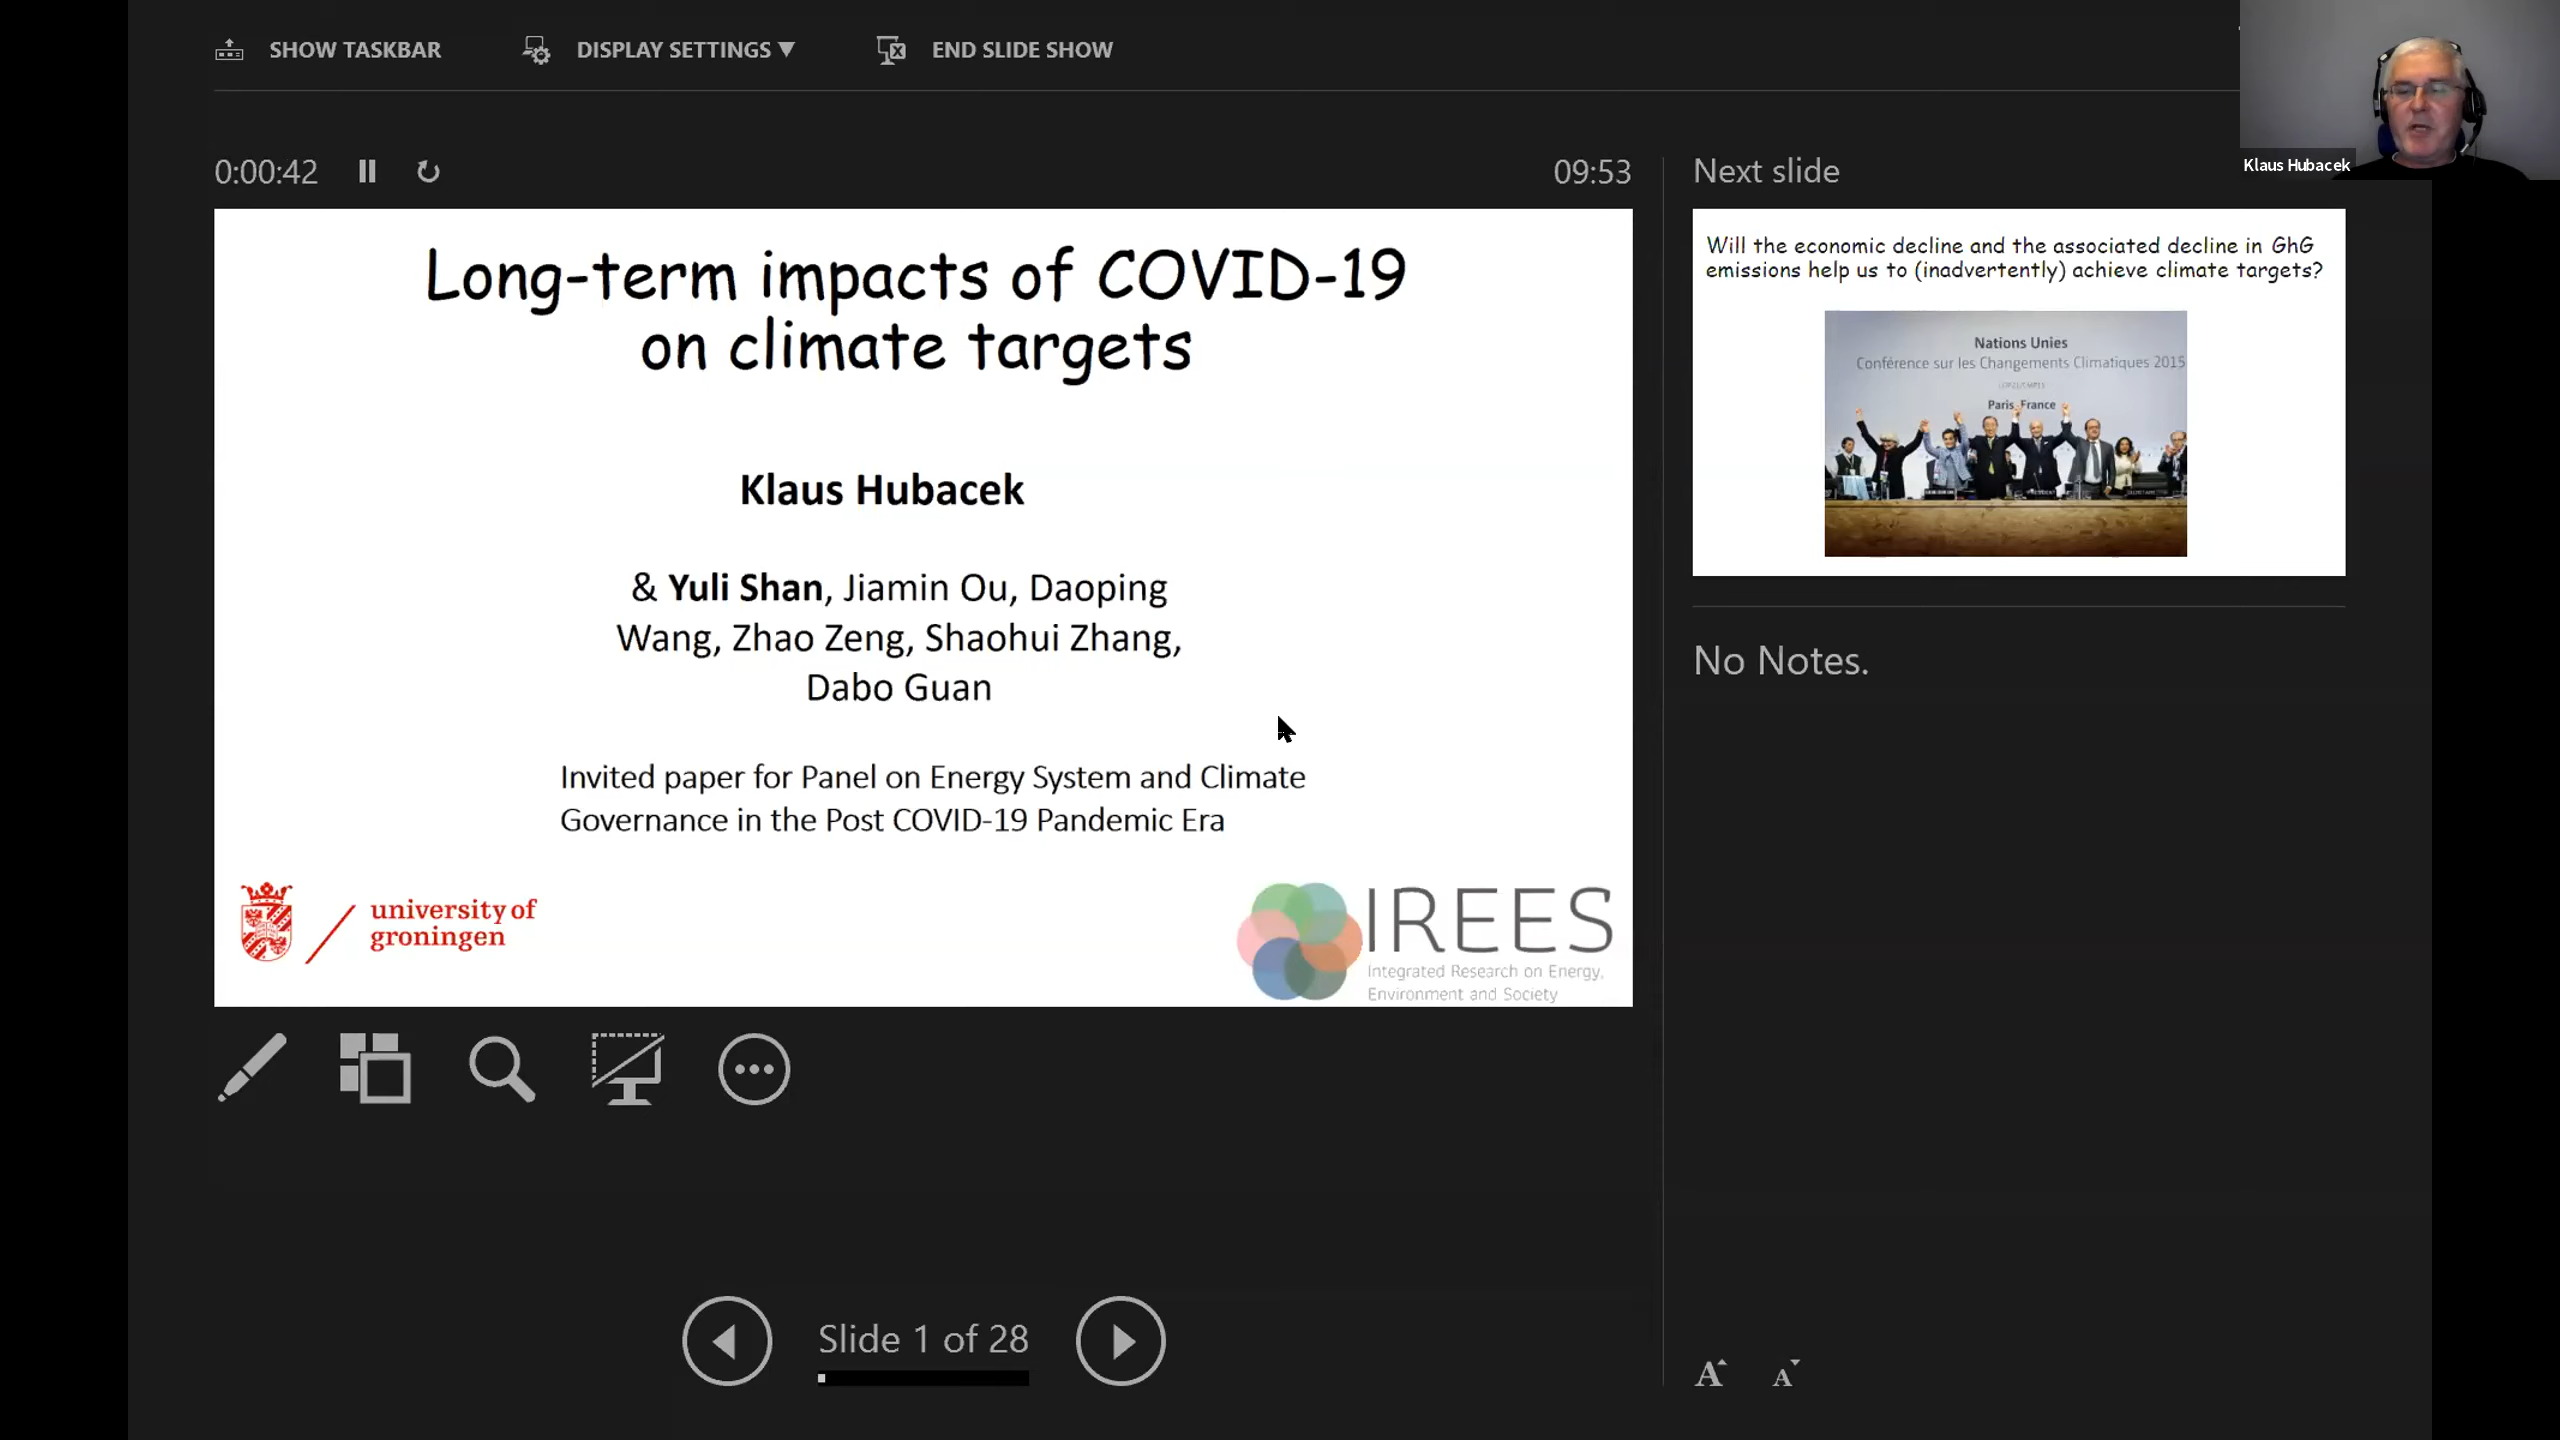 SHOW TASKBAR
DISPLAY SETTINGS ▼
END SLIDE SHOW
Klaus Hubacek
0:00:42
09:53
Next slide
Long-term impacts of COVID-19
on climate targets
Klaus Hubacek
& Yuli Shan, Jiamin Ou, Daoping
Wang, Zhao Zeng, Shaohui Zhang,
Dabo Guan
Invited paper for Panel on Energy System and Climate
Governance in the Post COVID-19 Pandemic Era
university of
groningen
IREES
Integrated Research on Energy,
Environment and Society
Will the economic decline and the associated decline in GhG
emissions help us to (inadvertently) achieve climate targets?
Nations Unies
Conférence sur les Changements Climatiques 2015
Paris, France
No Notes.
Slide 1 of 28
A A